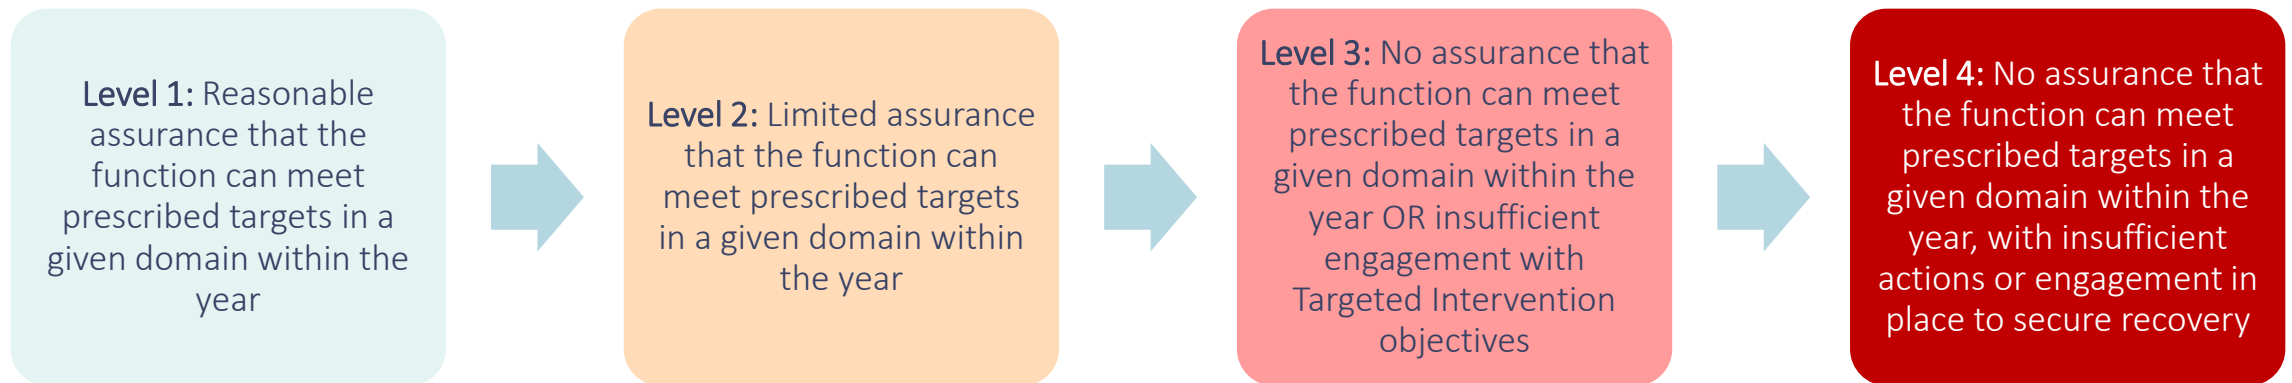 Level 1: Reasonable
assurance that the
function can meet
prescribed targets in a
given domain within the
year
Level 2: Limited assurance
that the function can
meet prescribed targets
in a given domain within
the year
Level 3: No assurance that
the function can meet
prescribed targets in a
given domain within the
year OR insufficient
engagement with
Targeted Intervention
objectives
Level 4: No assurance that
the function can meet
prescribed targets in a
given domain within the
year, with insufficient
actions or engagement in
place to secure recovery